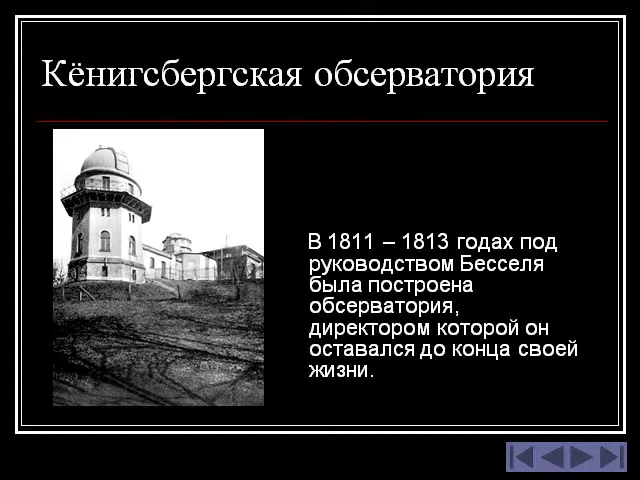 Кёнигсбергская обсерватория
В 1811 – 1813 годах под
руководством Бесселя
была построена
обсерватория,
директором которой он
оставался до конца своей
жизни.